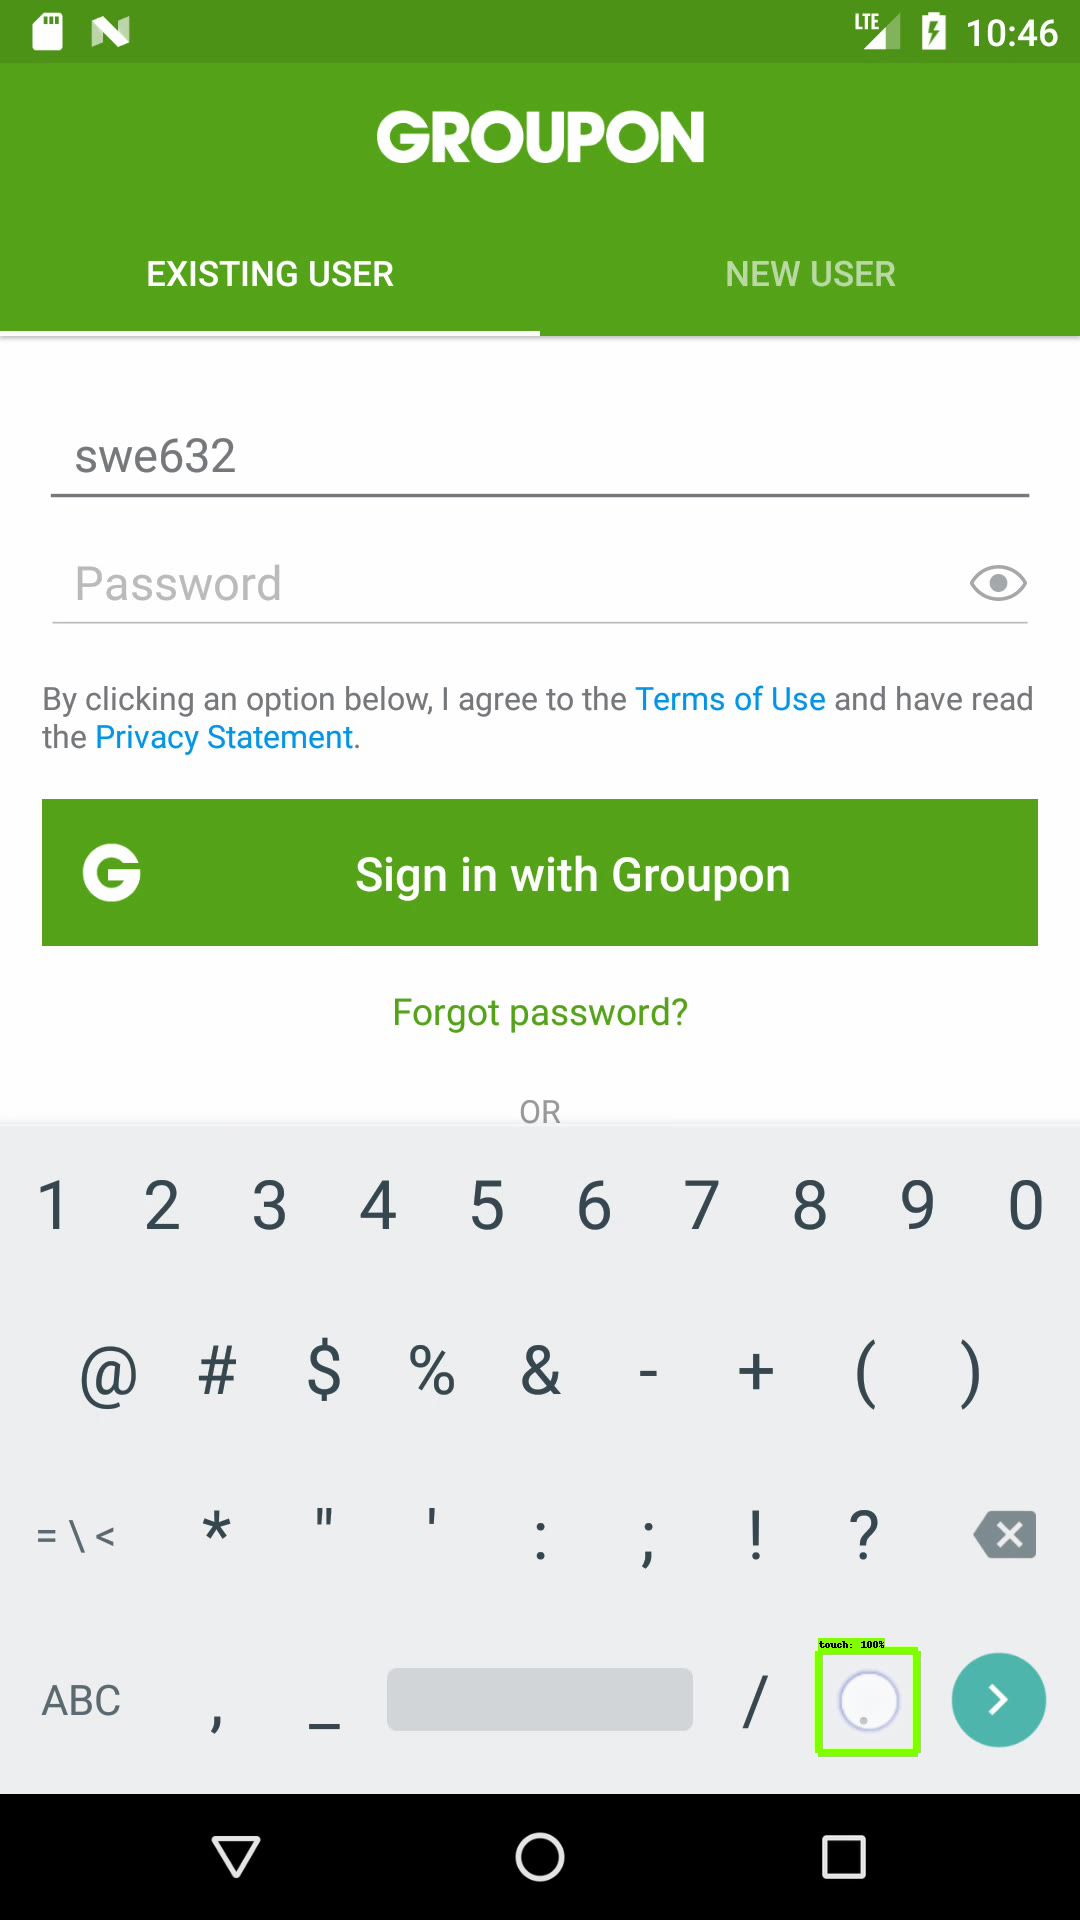 LTE 10:46
GROUPON
EXISTING USER NEW USER
swe632
Password
By clicking an option below, I agree to the Terms of Use and have read
the Privacy Statement.
G Sign in with Groupon
Forgot password?
OR
1 2 3 4 5 6 7 8 9 0
@ # $ % & - + ( )
= \ < * " ' : ; ! ?
touch: 100%
ABC , _ / .